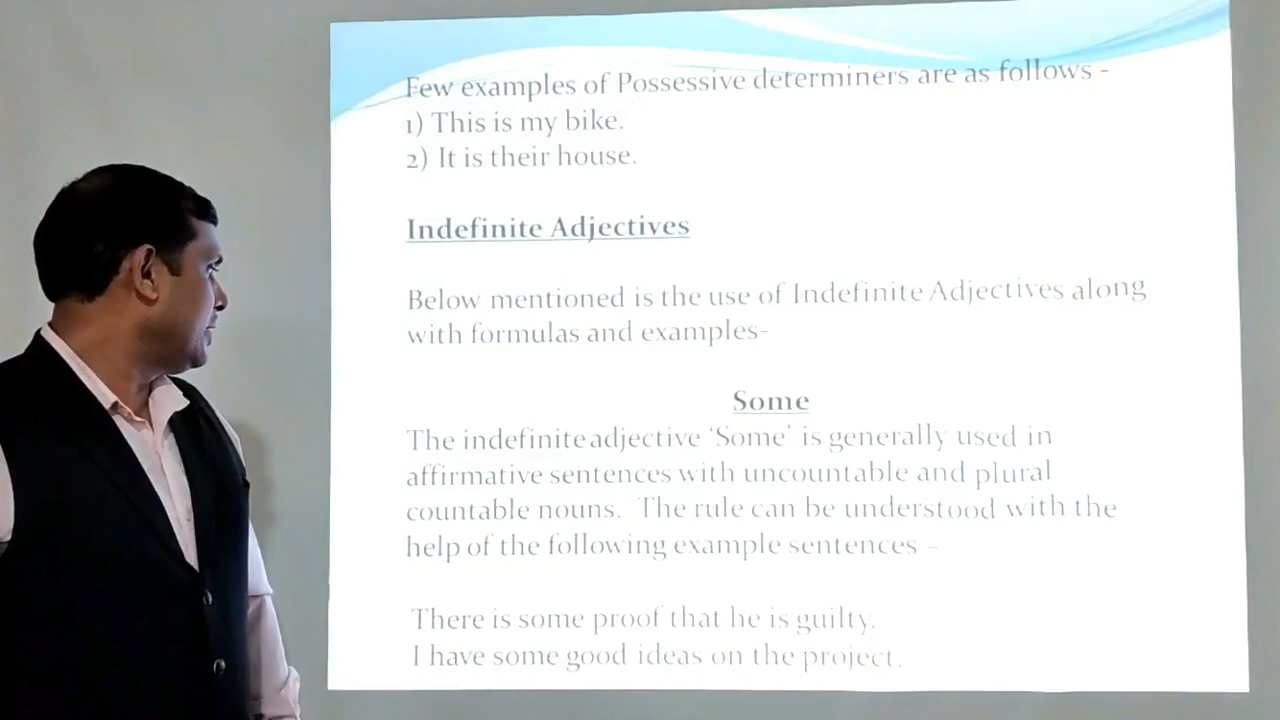 Few examples of Possessive determiners are as follows -
1) This is my bike.
2) It is their house.
Indefinite Adjectives
Below mentioned is the use of Indefinite Adjectives along
with formulas and examples-
Some
The indefinite adjective ‘Some’ is generally used in
affirmative sentences with uncountable and plural
countable nouns. The rule can be understood with the
help of the following example sentences –
There is some proof that he is guilty.
I have some good ideas on the project.